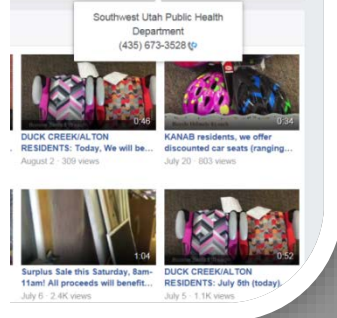 Southwest Utah Public Health
Department
(435) 673-3528
0:46
0:34
DUCK CREEK/ALTON
RESIDENTS: Today, We will be...
August 2 · 309 views
KANAB residents, we offer
discounted car seats (ranging...
July 20 · 803 views
1:04
0:52
Surplus Sale this Saturday, 8am-
11am! All proceeds will benefit...
July 6 · 2.4K views
DUCK CREEK/ALTON
RESIDENTS: July 5th (today)...
July 5 · 1.1K views